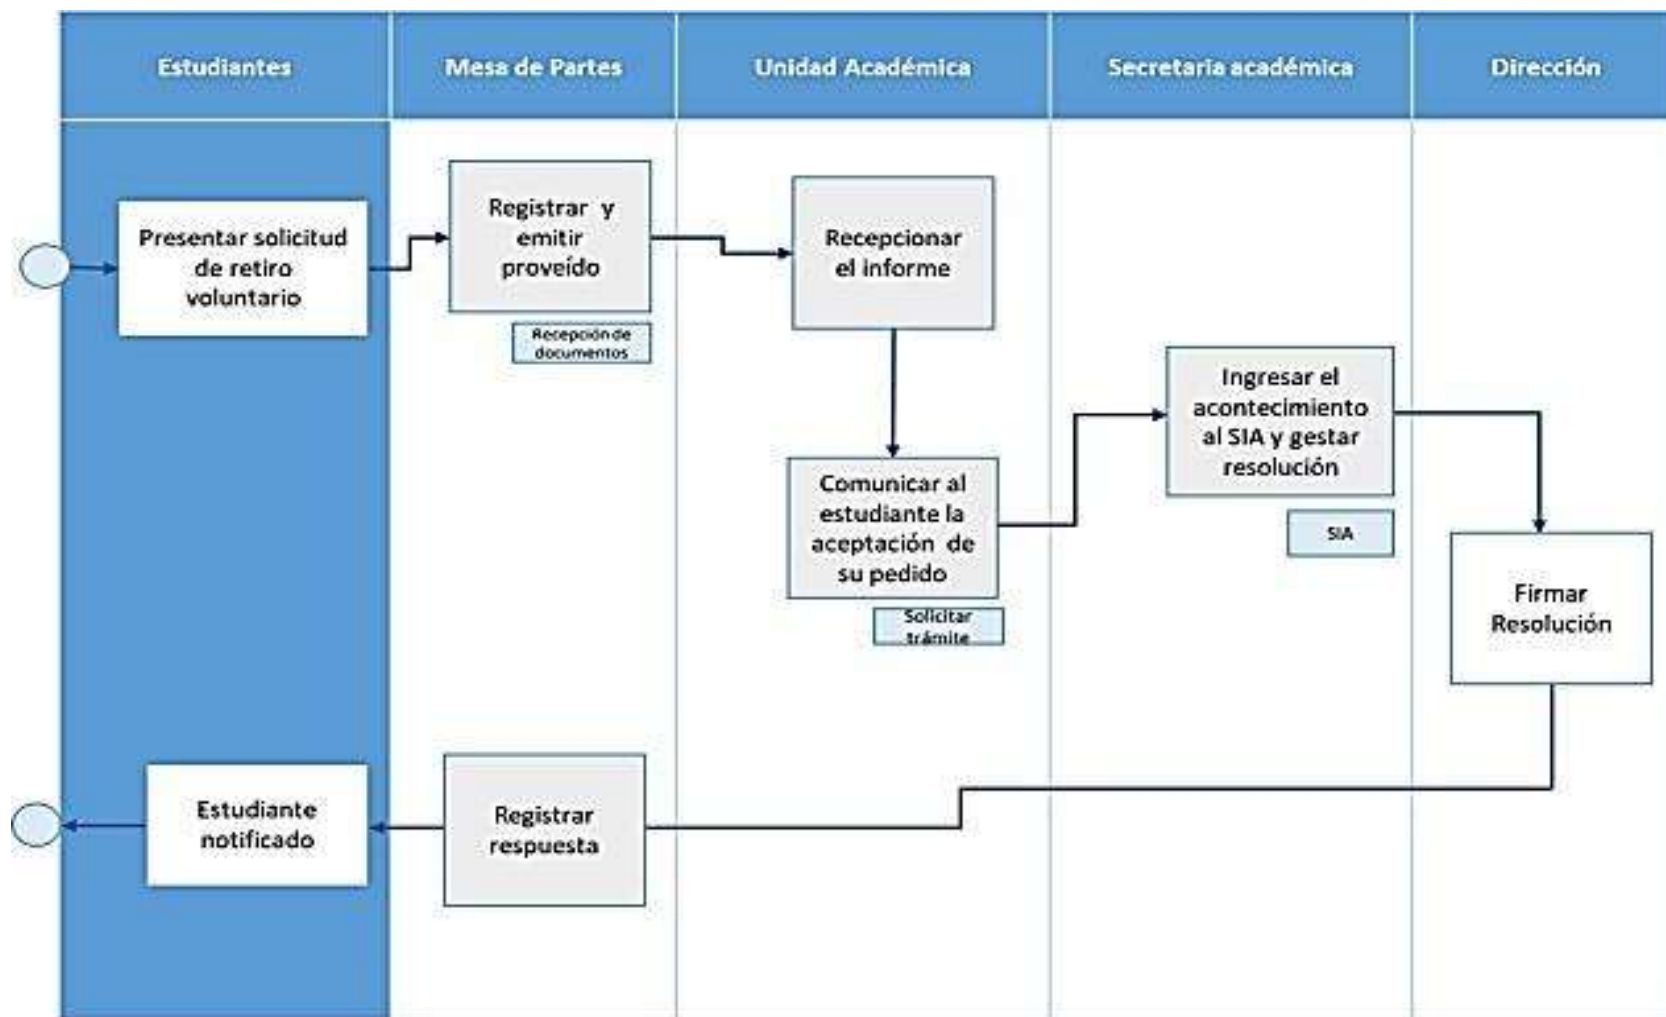 Estudiantes
Mesa de Partes
Unidad Académica
Secretaria académica
Dirección
Presentar solicitud
de retiro
voluntario
Registrar y
emitir
proveído
Recepción de
documentos
Recepcionar
el informe
Comunicar al
estudiante la
aceptación de
su pedido
Solicitar
trámite
Ingresar el
acontecimiento
al SIA y gestar
resolución
SIA
Firmar
Resolución
Registrar
respuesta
Estudiante
notificado